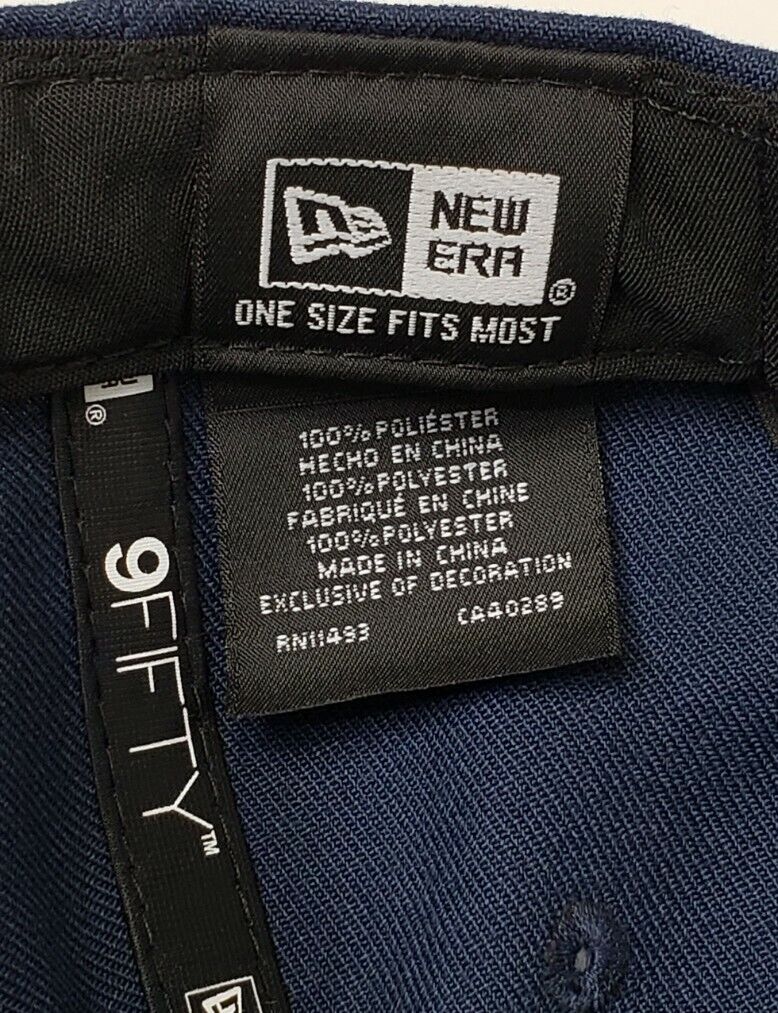 NEW
ERA
®
ONE SIZE FITS MOST
100% POLIÉSTER
HECHO EN CHINA
100% POLYESTER
FABRIQUÉ EN CHINE
100% POLYESTER
MADE IN CHINA
EXCLUSIVE OF DECORATION
RN11493 CA40289
®
9FIFTY™